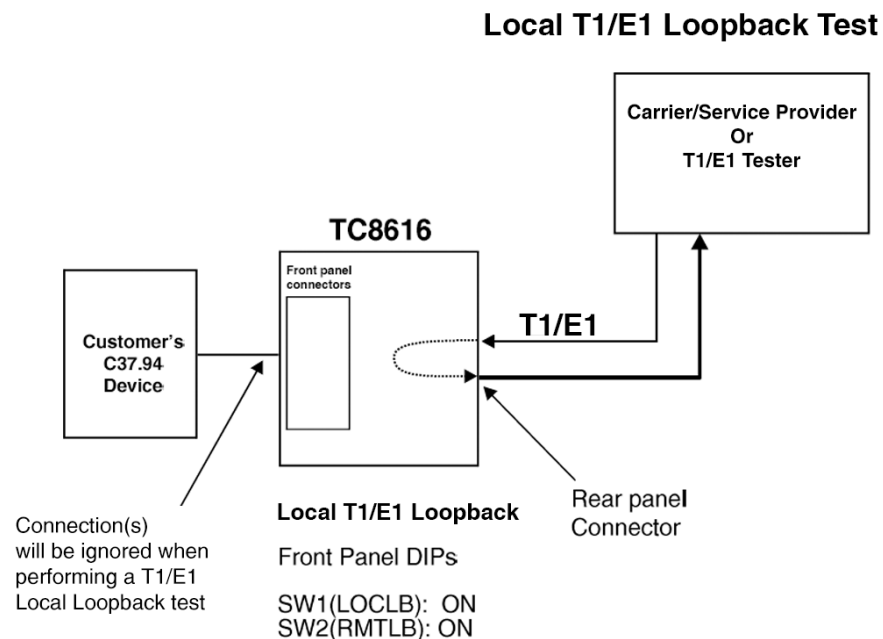 Local T1/E1 Loopback Test
Carrier/Service Provider
Or
T1/E1 Tester
TC8616
Front panel
connectors
T1/E1
Customer's
C37.94
Device
Rear panel
Connector
Connection(s)
will be ignored when
performing a T1/E1
Local Loopback test
Local T1/E1 Loopback
Front Panel DIPs
SW1(LOCLB): ON
SW2(RMTLB): ON